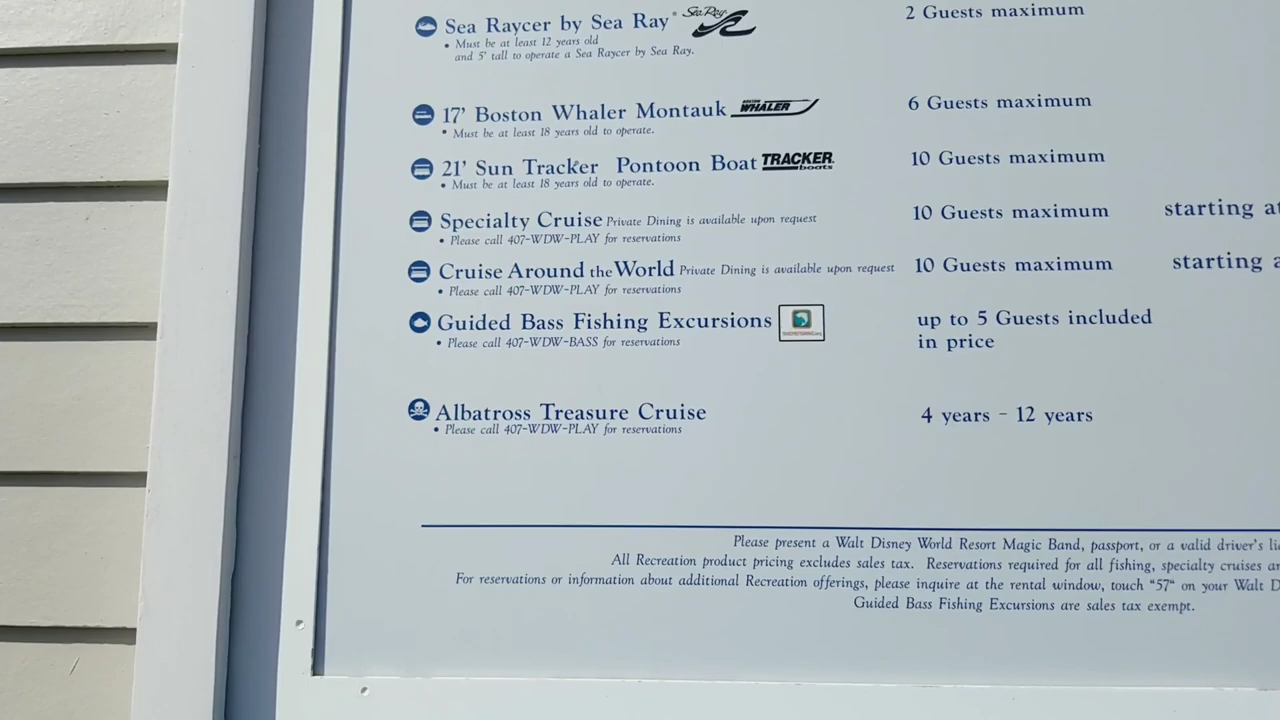 Sea Raycer by Sea Ray® Sea Ray 2 Guests maximum
• Must be at least 12 years old
and 5' tall to operate a Sea Raycer by Sea Ray.
17' Boston Whaler Montauk BOSTON WHALER 6 Guests maximum
• Must be at least 18 years old to operate.
21' Sun Tracker® Pontoon Boat TRACKER. boats 10 Guests maximum
• Must be at least 18 years old to operate.
Specialty Cruise Private Dining is available upon request 10 Guests maximum starting at
• Please call 407-WDW-PLAY for reservations
Cruise Around the World Private Dining is available upon request 10 Guests maximum starting a
• Please call 407-WDW-PLAY for reservations
Guided Bass Fishing Excursions up to 5 Guests included
in price
• Please call 407-WDW-BASS for reservations
Albatross Treasure Cruise 4 years - 12 years
• Please call 407-WDW-PLAY for reservations
Please present a Walt Disney World Resort Magic Band, passport, or a valid driver's li
All Recreation product pricing excludes sales tax. Reservations required for all fishing, specialty cruises a
For reservations or information about additional Recreation offerings, please inquire at the rental window, touch "57" on your Walt D
Guided Bass Fishing Excursions are sales tax exempt.